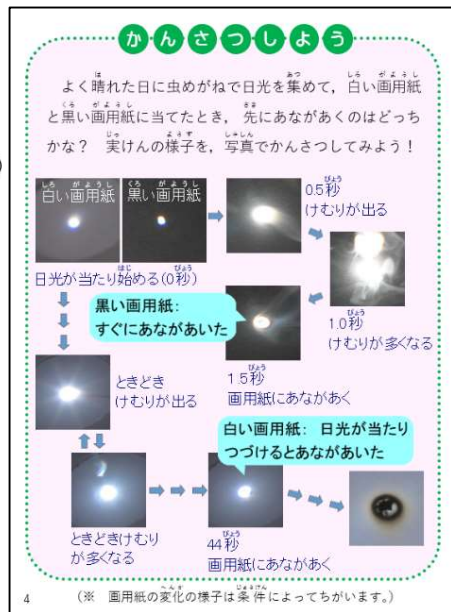 かんさつしよう
よく晴れた日に虫めがねで日光を集めて，白い画用紙
と黒い画用紙に当てたとき，先にあながあくのはどっち
かな？　実けんの様子を，写真でかんさつしてみよう！
白い画用紙
黒い画用紙
日光が当たり始める(0秒)
0.5秒
けむりが出る
1.0秒
けむりが多くなる
黒い画用紙：
すぐにあながあいた
1.5秒
画用紙にあながあく
ときどき
けむりが出る
白い画用紙：　日光が当たり
つづけるとあながあいた
ときどきけむり
が多くなる
44秒
画用紙にあながあく
4
（※　画用紙の変化の様子は条件によってちがいます。）